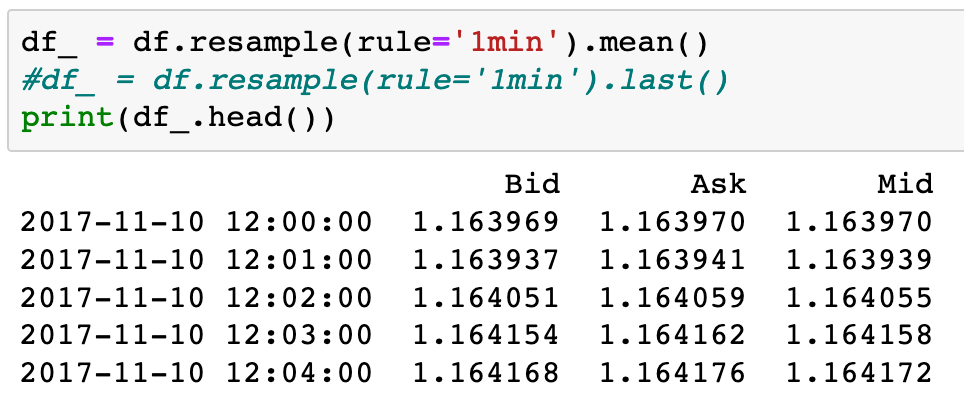 df_ = df.resample(rule='1min').mean()
#df_ = df.resample(rule='1min').last()
print(df_.head())
Bid Ask Mid
2017-11-10 12:00:00 1.163969 1.163970 1.163970
2017-11-10 12:01:00 1.163937 1.163941 1.163939
2017-11-10 12:02:00 1.164051 1.164059 1.164055
2017-11-10 12:03:00 1.164154 1.164162 1.164158
2017-11-10 12:04:00 1.164168 1.164176 1.164172